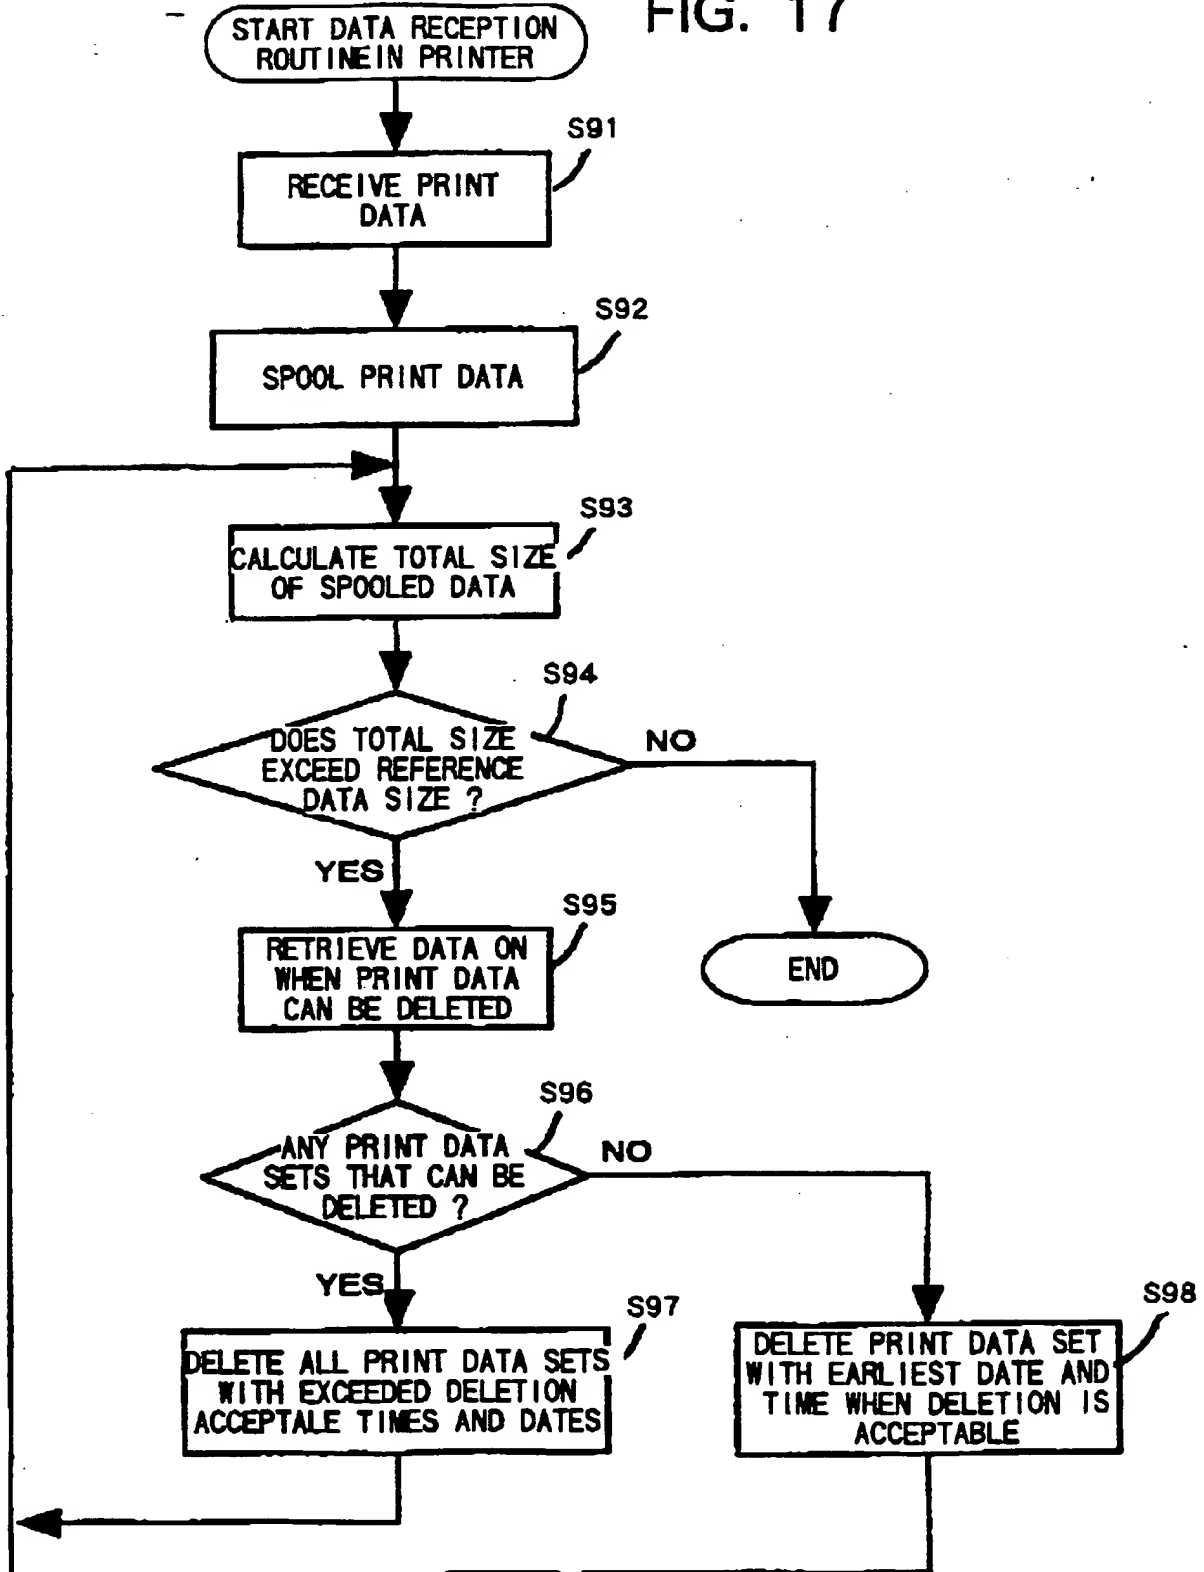 FIG. 17
START DATA RECEPTION
ROUTINEIN PRINTER
S91
RECEIVE PRINT
DATA
S92
SPOOL PRINT DATA
S93
CALCULATE TOTAL SIZE
OF SPOOLED DATA
S94
DOES TOTAL SIZE
EXCEED REFERENCE
DATA SIZE ?
NO
YES
S95
RETRIEVE DATA ON
WHEN PRINT DATA
CAN BE DELETED
END
S96
ANY PRINT DATA
SETS THAT CAN BE
DELETED ?
NO
YES
S97
DELETE ALL PRINT DATA SETS
WITH EXCEEDED DELETION
ACCEPTALE TIMES AND DATES
S98
DELETE PRINT DATA SET
WITH EARLIEST DATE AND
TIME WHEN DELETION IS
ACCEPTABLE